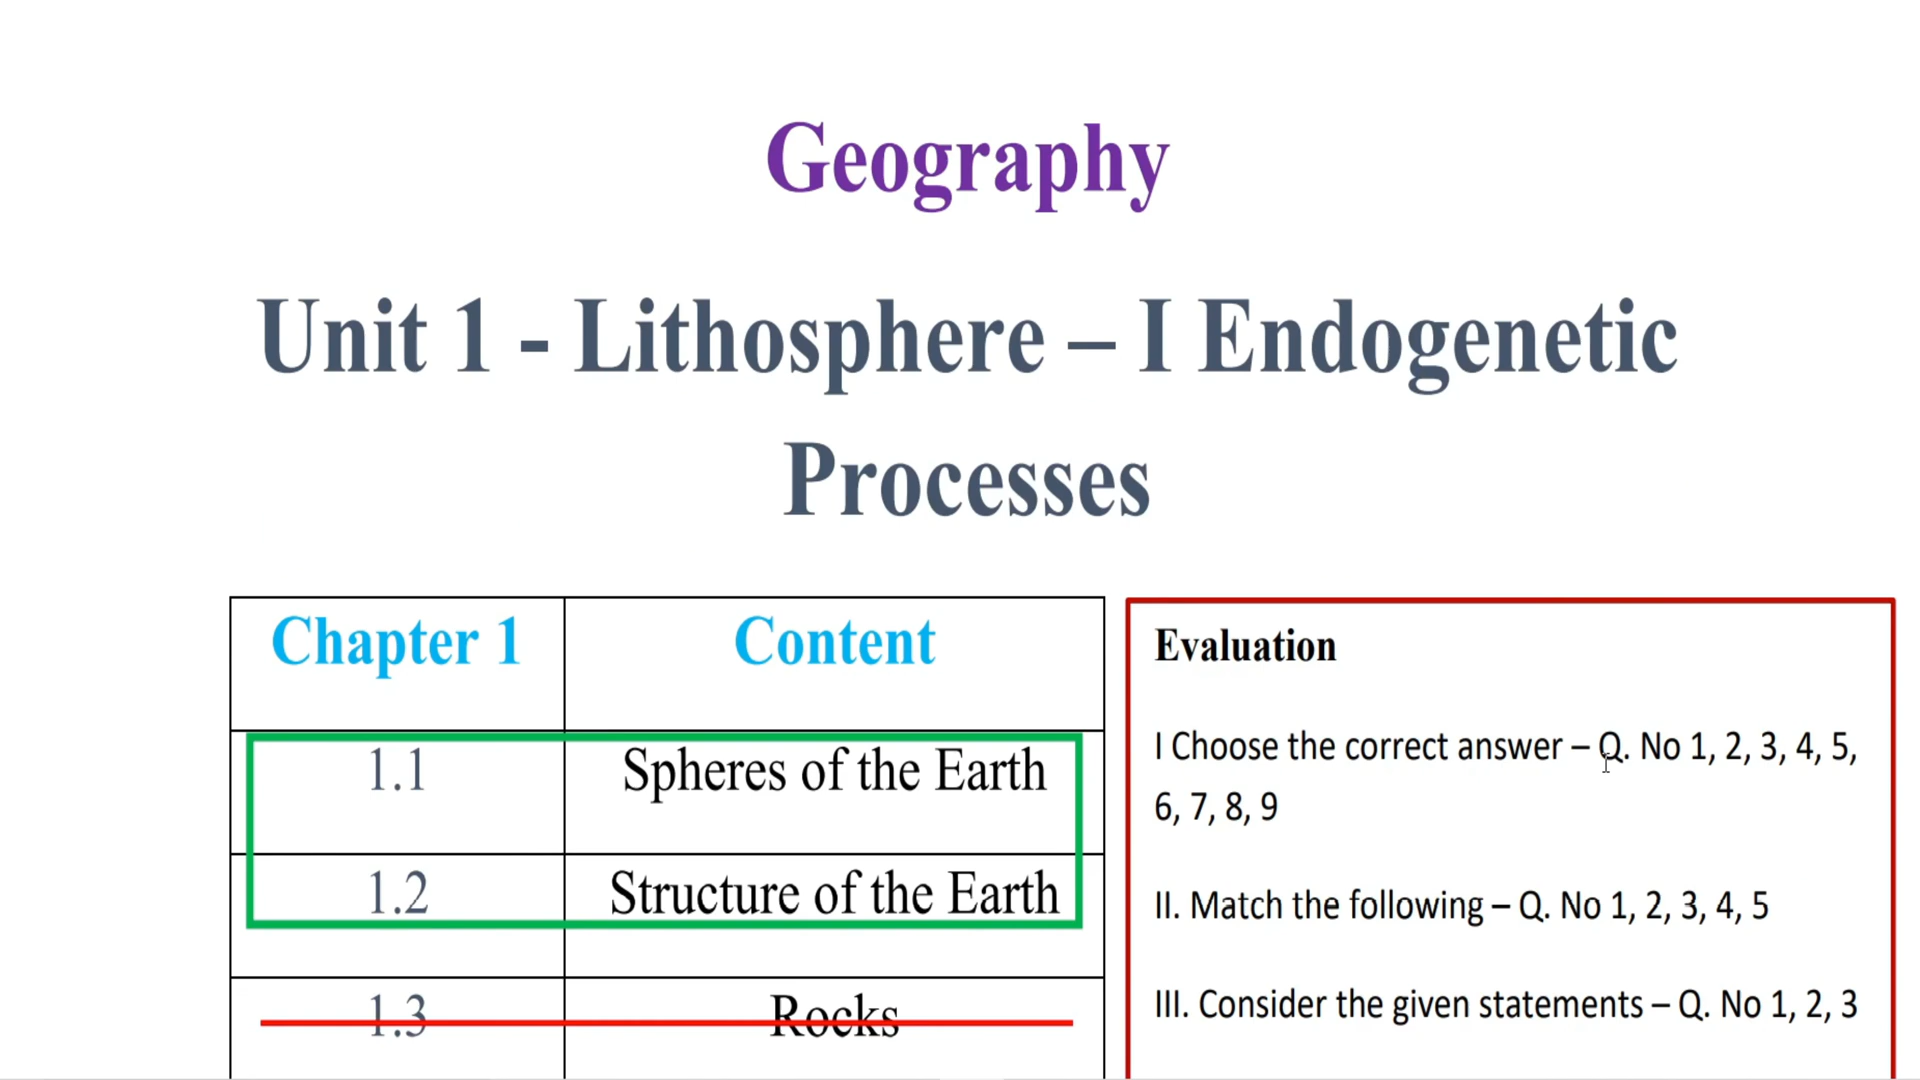 Geography
Unit 1 - Lithosphere – I Endogenetic
Processes
Chapter 1 Content
1.1 Spheres of the Earth
1.2 Structure of the Earth
1.3 Rocks
Evaluation
I Choose the correct answer – Q. No 1, 2, 3, 4, 5,
6, 7, 8, 9
II. Match the following – Q. No 1, 2, 3, 4, 5
III. Consider the given statements – Q. No 1, 2, 3